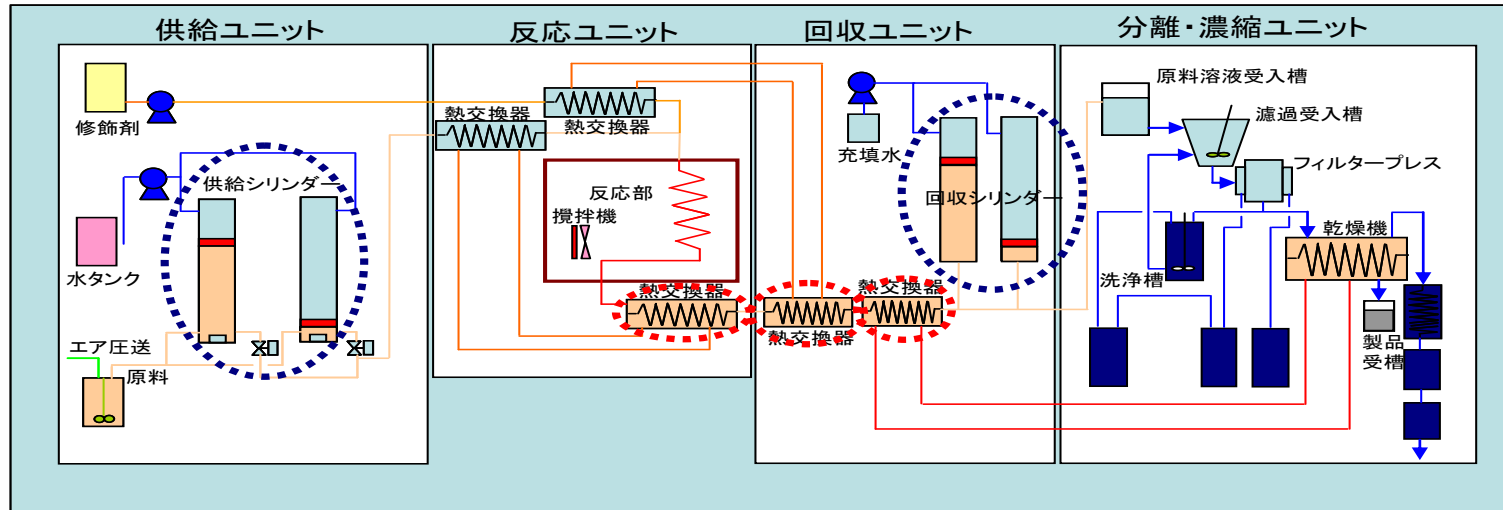 供給ユニット
反応ユニット
回収ユニット
分離・濃縮ユニット
修飾剤
供給シリンダー
水タンク
エア圧送
原料
熱交換器
熱交換器
反応部
攪拌機
熱交換器
充填水
回収シリンダー
熱交換器
熱交換器
原料溶液受入槽
濾過受入槽
フィルタープレス
乾燥機
洗浄槽
製品
受槽